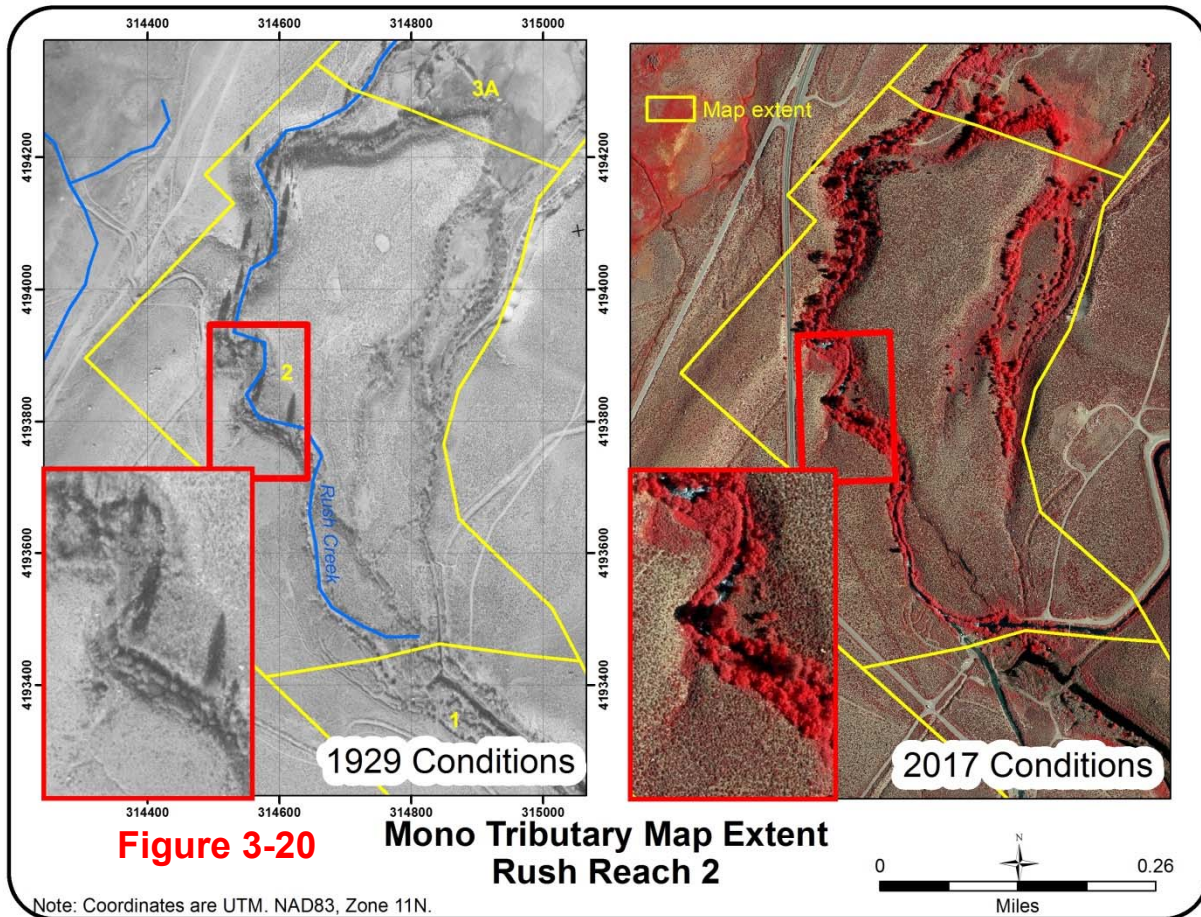 314400 314600 314800 315000
3A
Map extent
4194200
4194200
4194000
4194000
2
4193800
4193800
Rush Creek
4193600
4193600
4193400
4193400
1
1929 Conditions
2017 Conditions
314400 314600 314800 315000
Figure 3-20
Mono Tributary Map Extent
Rush Reach 2
N
0 0.26
Miles
Note: Coordinates are UTM. NAD83, Zone 11N.